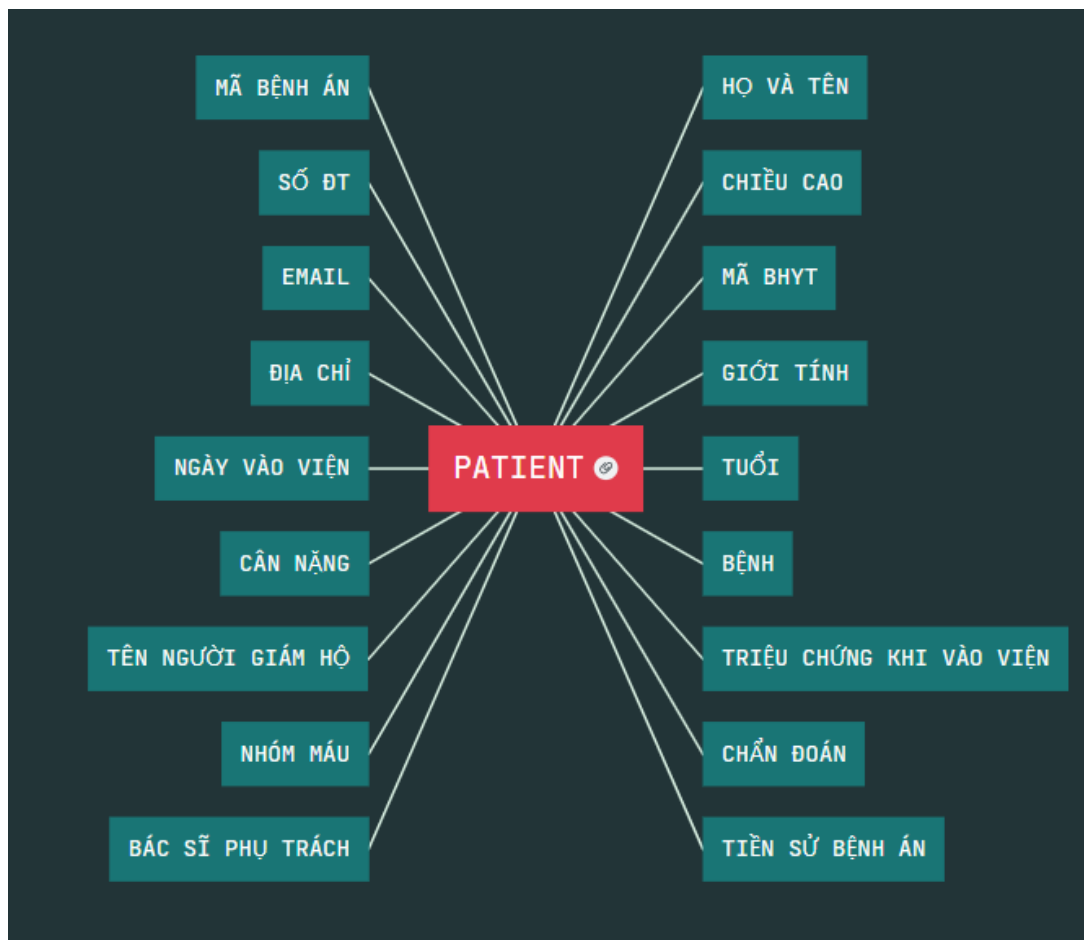 MÃ BỆNH ÁN
SỐ ĐT
EMAIL
ĐỊA CHỈ
NGÀY VÀO VIỆN
CÂN NẶNG
TÊN NGƯỜI GIÁM HỘ
NHÓM MÁU
BÁC SĨ PHỤ TRÁCH
PATIENT
HỌ VÀ TÊN
CHIỀU CAO
MÃ BHYT
GIỚI TÍNH
TUỔI
BỆNH
TRIỆU CHỨNG KHI VÀO VIỆN
CHẨN ĐOÁN
TIỀN SỬ BỆNH ÁN